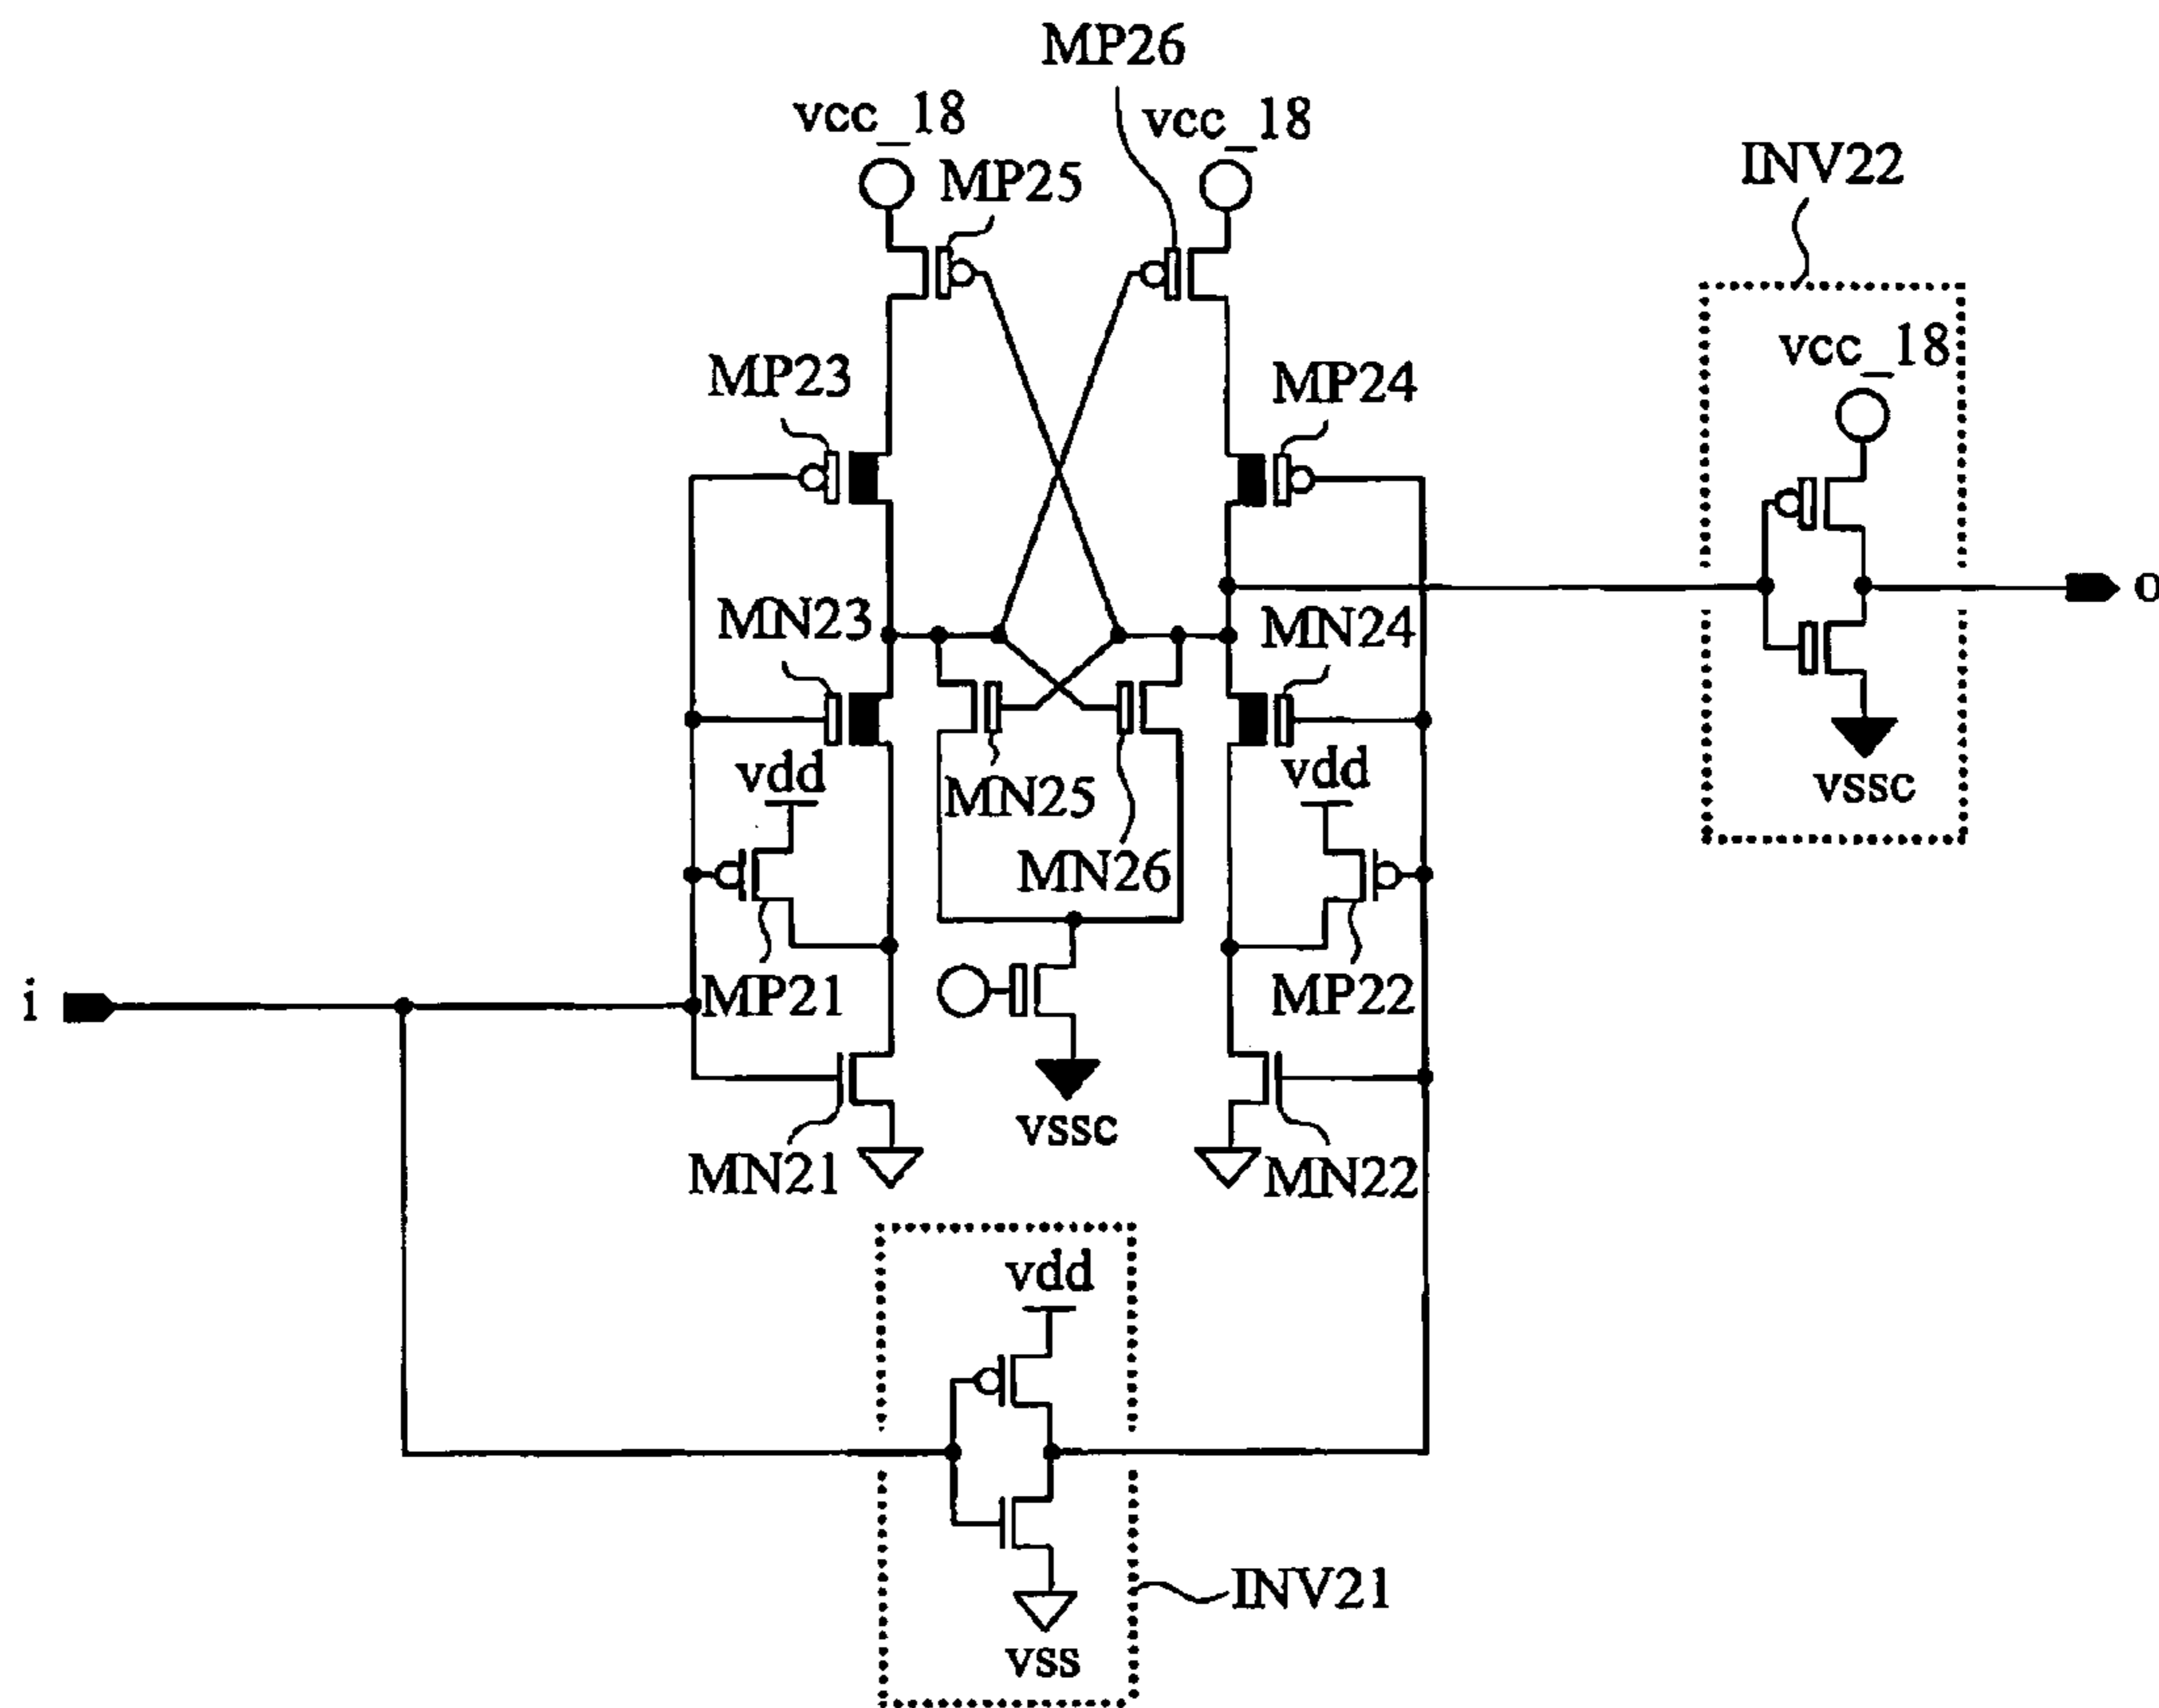 MP26
vcc_18
vcc_18
MP25
INV22
MP23
MP24
vcc_18
MN23
MN24
o
vdd
vdd
MN25
vssc
MN26
i
MP21
MP22
vssc
MN21
MN22
vdd
INV21
vss